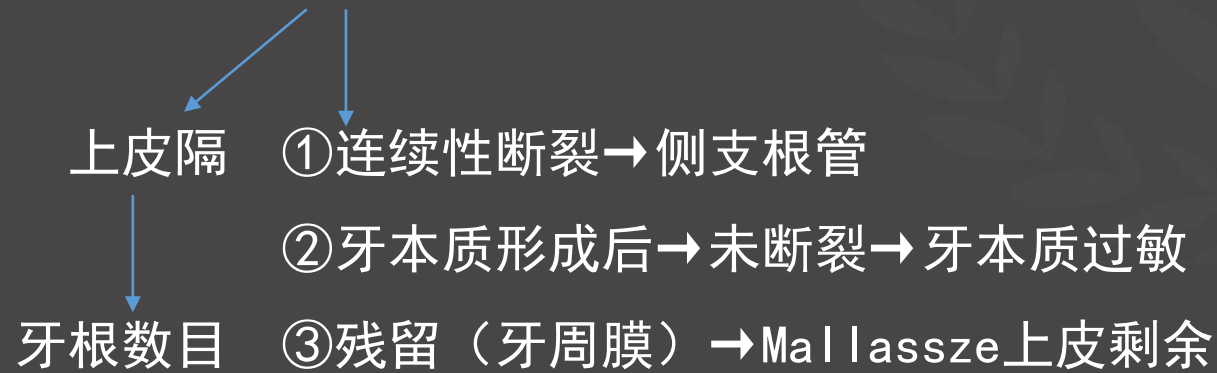 上皮隔 ①连续性断裂→侧支根管
②牙本质形成后→未断裂→牙本质过敏
牙根数目 ③残留（牙周膜）→Mallassze上皮剩余